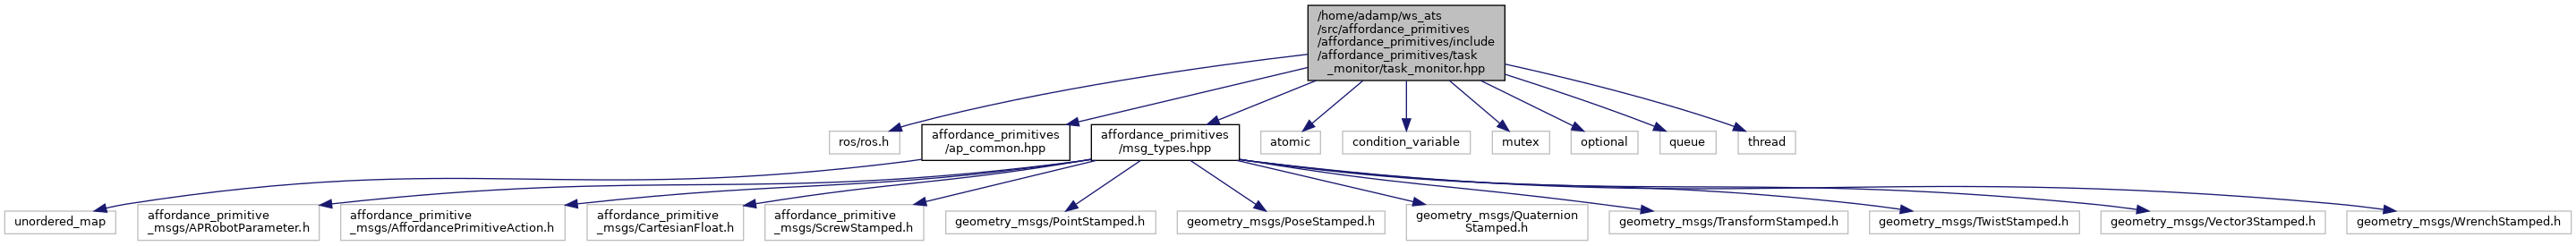 /home/adamp/ws_ats
/src/affordance_primitives
/affordance_primitives/include
/affordance_primitives/task
_monitor/task_monitor.hpp
ros/ros.h
affordance_primitives
/ap_common.hpp
affordance_primitives
/msg_types.hpp
atomic
condition_variable
mutex
optional
queue
thread
unordered_map
affordance_primitive
_msgs/APRobotParameter.h
affordance_primitive
_msgs/AffordancePrimitiveAction.h
affordance_primitive
_msgs/CartesianFloat.h
affordance_primitive
_msgs/ScrewStamped.h
geometry_msgs/PointStamped.h
geometry_msgs/PoseStamped.h
geometry_msgs/Quaternion
Stamped.h
geometry_msgs/TransformStamped.h
geometry_msgs/TwistStamped.h
geometry_msgs/Vector3Stamped.h
geometry_msgs/WrenchStamped.h